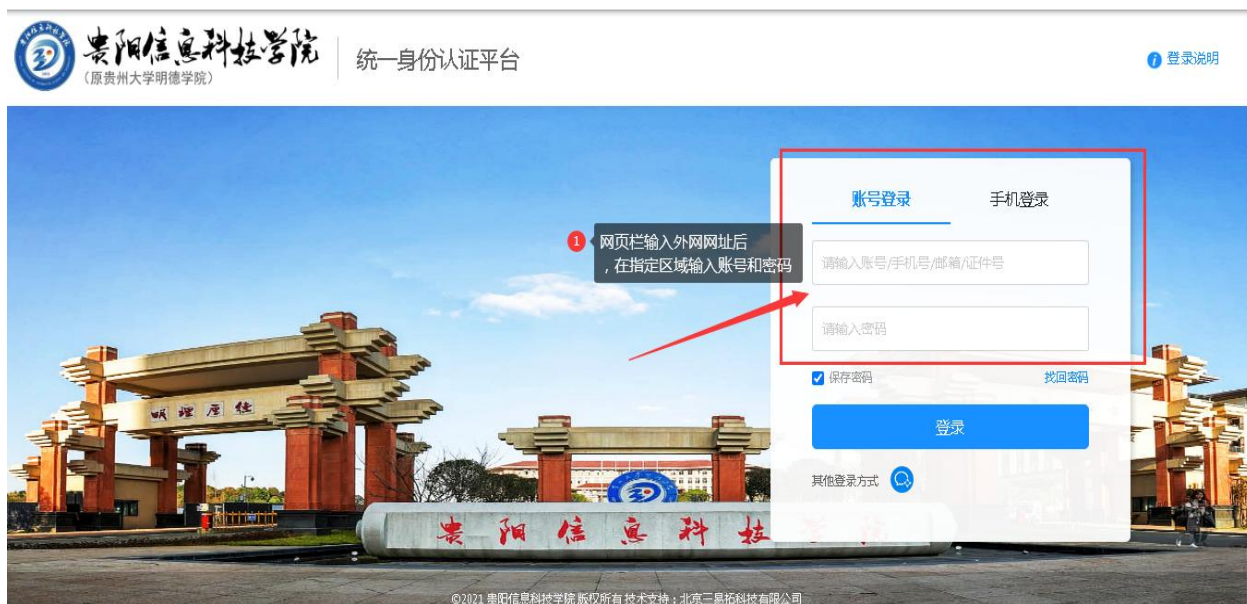 贵阳信息科技学院
(原贵州大学明德学院)
统一身份认证平台
登录说明
账号登录
手机登录
1
网页栏输入外网网址后
，在指定区域输入账号和密码
请输入账号/手机号/邮箱/证件号
请输入密码
保存密码
找回密码
登录
其他登录方式
明理厚德
贵阳信息科技学院
©2021 贵阳信息科技学院 版权所有 技术支持：北京三易拓科技有限公司